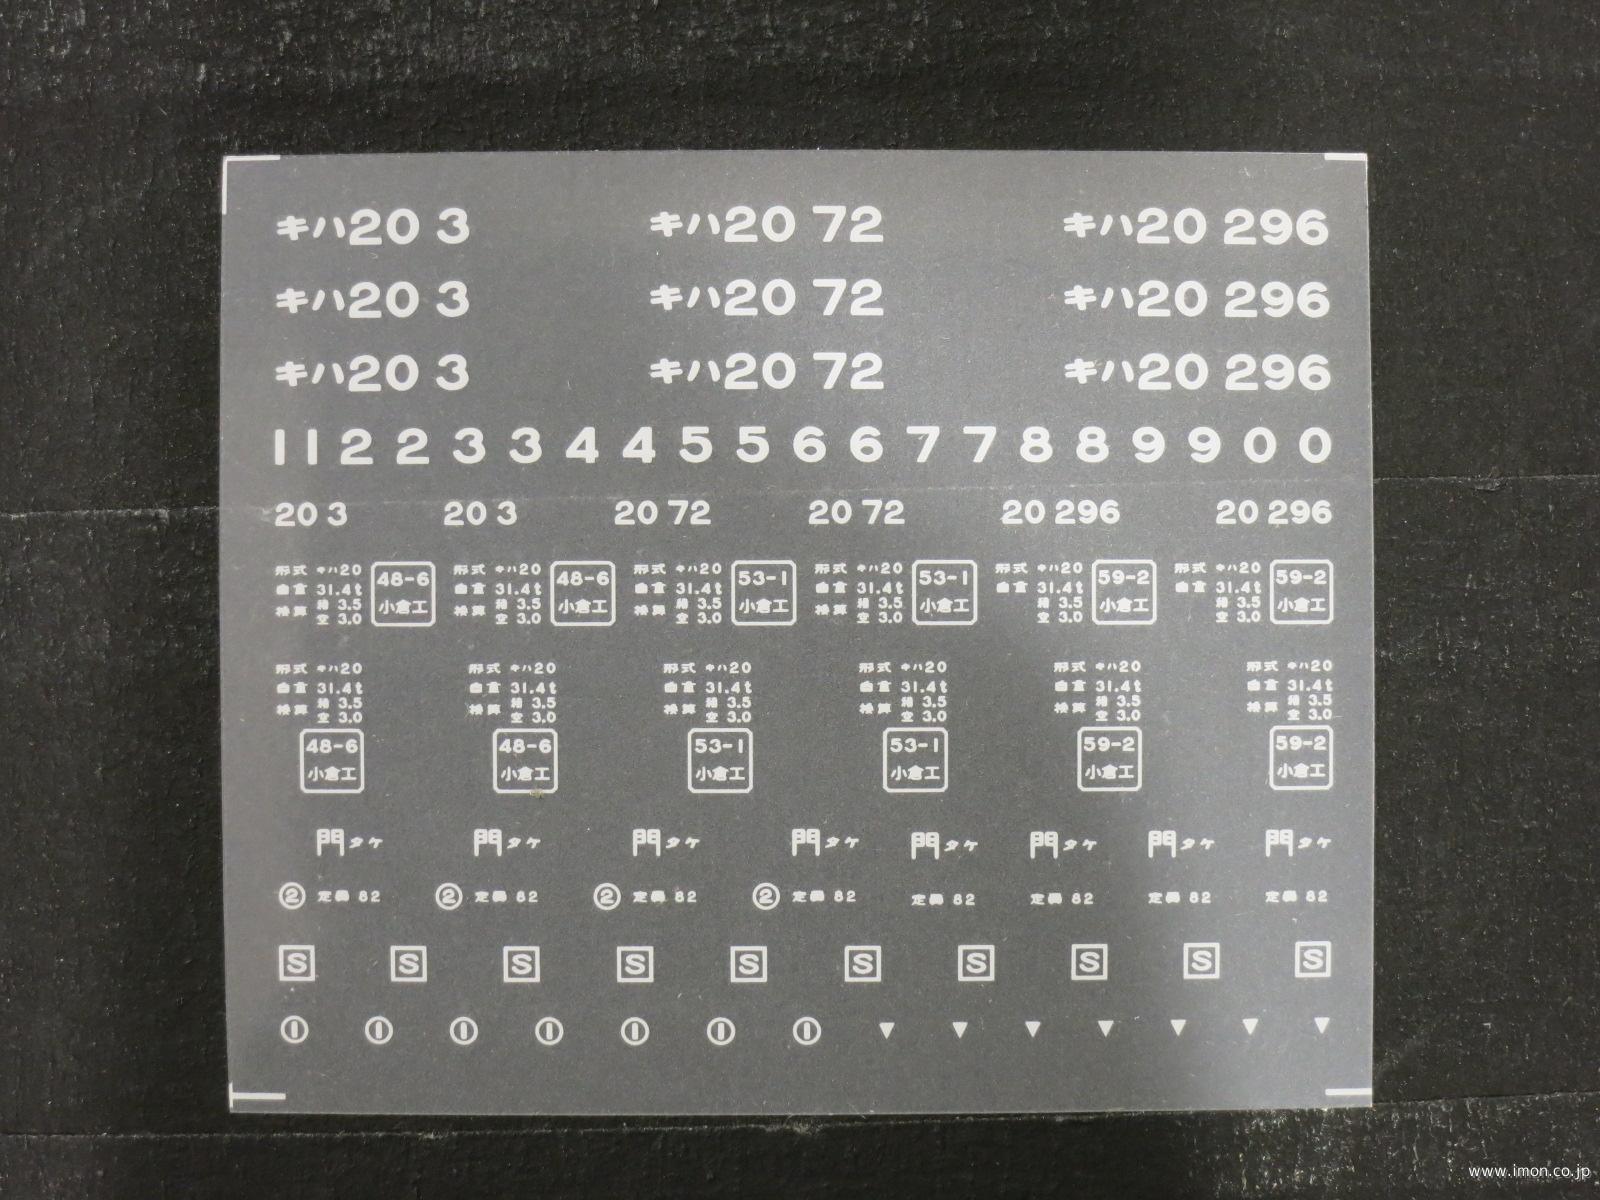 キハ20 3 キハ20 72 キハ20 296
キハ20 3 キハ20 72 キハ20 296
キハ20 3 キハ20 72 キハ20 296
1 1 2 2 3 3 4 4 5 5 6 6 7 7 8 8 9 9 0 0
20 3 20 3 20 72 20 72 20 296 20 296
形式 キハ20 48-6 形式 キハ20 48-6 形式 キハ20 53-1 形式 キハ20 53-1 形式 キハ20 59-2 形式 キハ20 59-2
自重 31.4t 自重 31.4t 自重 31.4t 自重 31.4t 自重 31.4t 自重 31.4t
換算 積 3.5 小倉工 換算 積 3.5 小倉工 換算 積 3.5 小倉工 換算 積 3.5 小倉工 積 3.5 小倉工 積 3.5 小倉工
空 3.0 空 3.0 空 3.0 空 3.0 空 3.0 空 3.0
形式 キハ20 形式 キハ20 形式 キハ20 形式 キハ20 形式 キハ20 形式 キハ20
自重 31.4t 自重 31.4t 自重 31.4t 自重 31.4t 自重 31.4t 自重 31.4t
換算 積 3.5 換算 積 3.5 換算 積 3.5 換算 積 3.5 換算 積 3.5 換算 積 3.5
空 3.0 空 3.0 空 3.0 空 3.0 空 3.0 空 3.0
48-6 48-6 53-1 53-1 59-2 59-2
小倉工 小倉工 小倉工 小倉工 小倉工 小倉工
門タケ 門タケ 門タケ 門タケ 門タケ 門タケ 門タケ 門タケ
② 定員 82 ② 定員 82 ② 定員 82 ② 定員 82 定員 82 定員 82 定員 82 定員 82
S S S S S S S S S S
① ① ① ① ① ① ① ▼ ▼ ▼ ▼ ▼ ▼ ▼
www.imon.co.jp